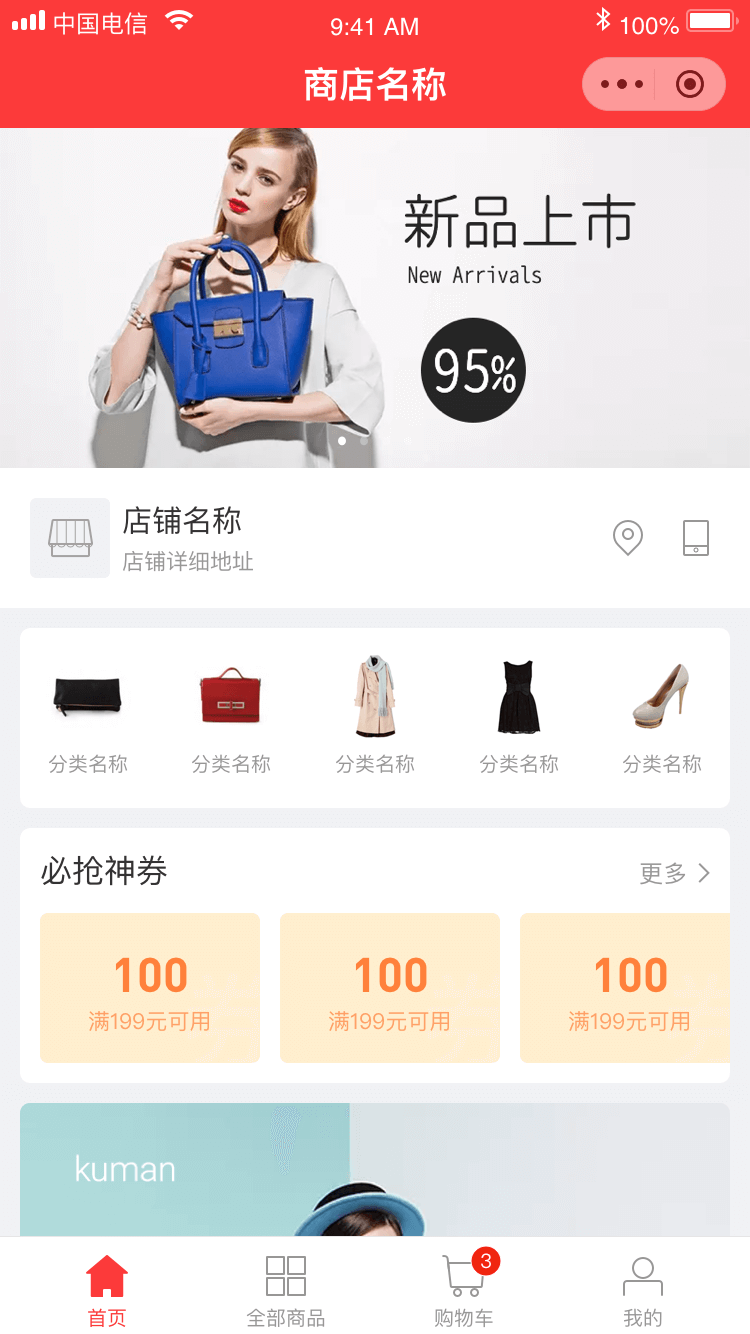 中国电信
9:41 AM
100%
商店名称
新品上市
New Arrivals
95%
店铺名称
店铺详细地址
分类名称 分类名称 分类名称 分类名称 分类名称
必抢神券
更多
100 100 100
满199元可用 满199元可用 满199元可用
kuman
3
首页 全部商品 购物车 我的